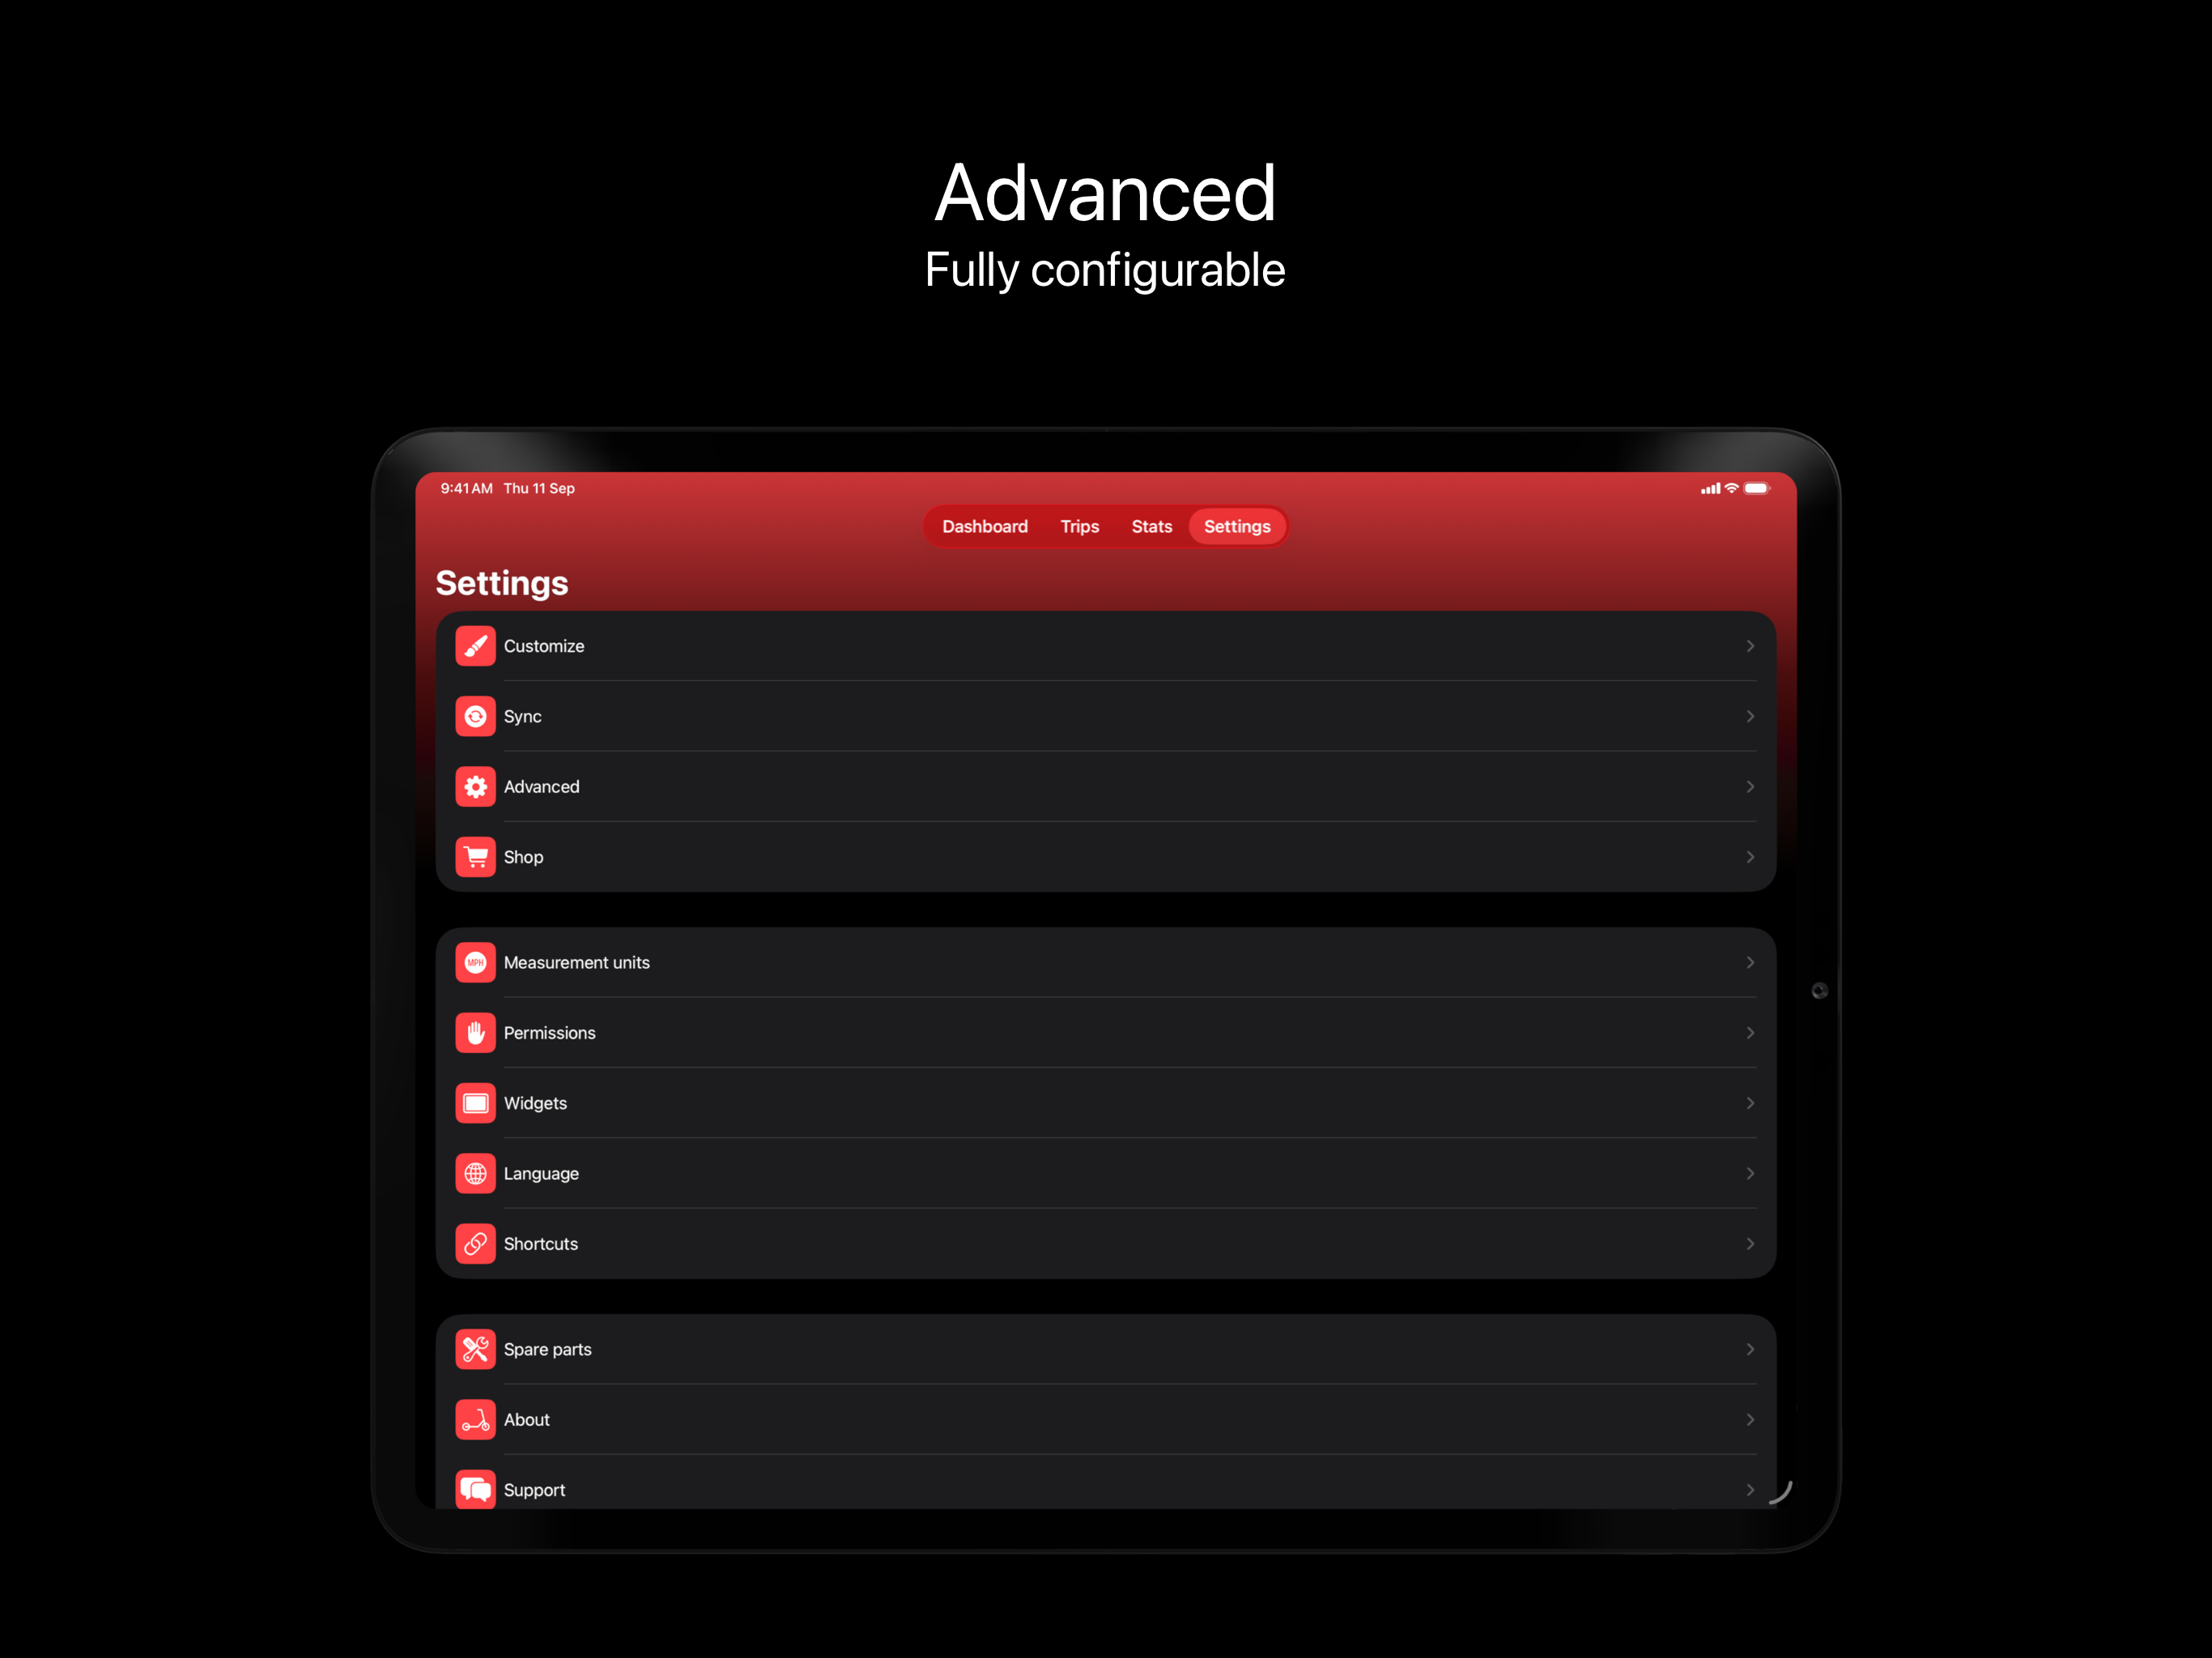 Advanced
Fully configurable
9:41 AM Thu 11 Sep
Dashboard Trips Stats Settings
Settings
Customize
Sync
Advanced
Shop
MPH Measurement units
Permissions
Widgets
Language
Shortcuts
Spare parts
About
Support